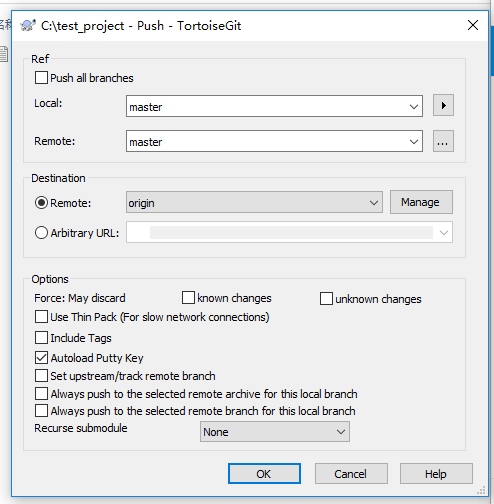 C:\test_project - Push - TortoiseGit
Ref
Push all branches
Local: master
Remote: master ...
Destination
Remote: origin Manage
Arbitrary URL:
Options
Force: May discard known changes unknown changes
Use Thin Pack (For slow network connections)
Include Tags
Autoload Putty Key
Set upstream/track remote branch
Always push to the selected remote archive for this local branch
Always push to the selected remote branch for this local branch
Recurse submodule None
OK Cancel Help